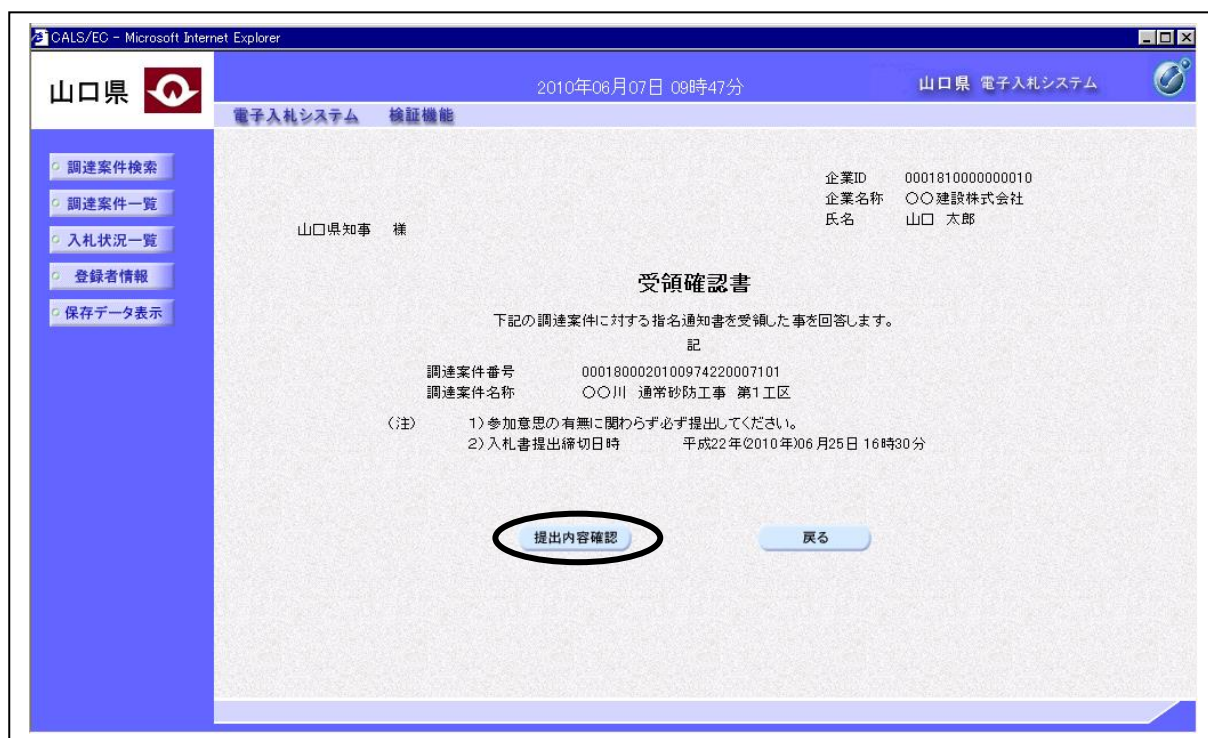 CALS/EC - Microsoft Internet Explorer
山口県
2010年06月07日 09時47分
山口県 電子入札システム
電子入札システム 検証機能
調達案件検索
調達案件一覧
入札状況一覧
登録者情報
保存データ表示
企業ID 0001810000000010
企業名称 〇〇建設株式会社
氏名 山口 太郎
山口県知事 様
受領確認書
下記の調達案件に対する指名通知書を受領した事を回答します。
記
調達案件番号 0001800020100974220007101
調達案件名称 〇〇川 通常砂防工事 第1工区
(注) 1)参加意思の有無に関わらず必ず提出してください。
2)入札書提出締切日時 平成22年(2010年)06月25日 16時30分
提出内容確認 戻る